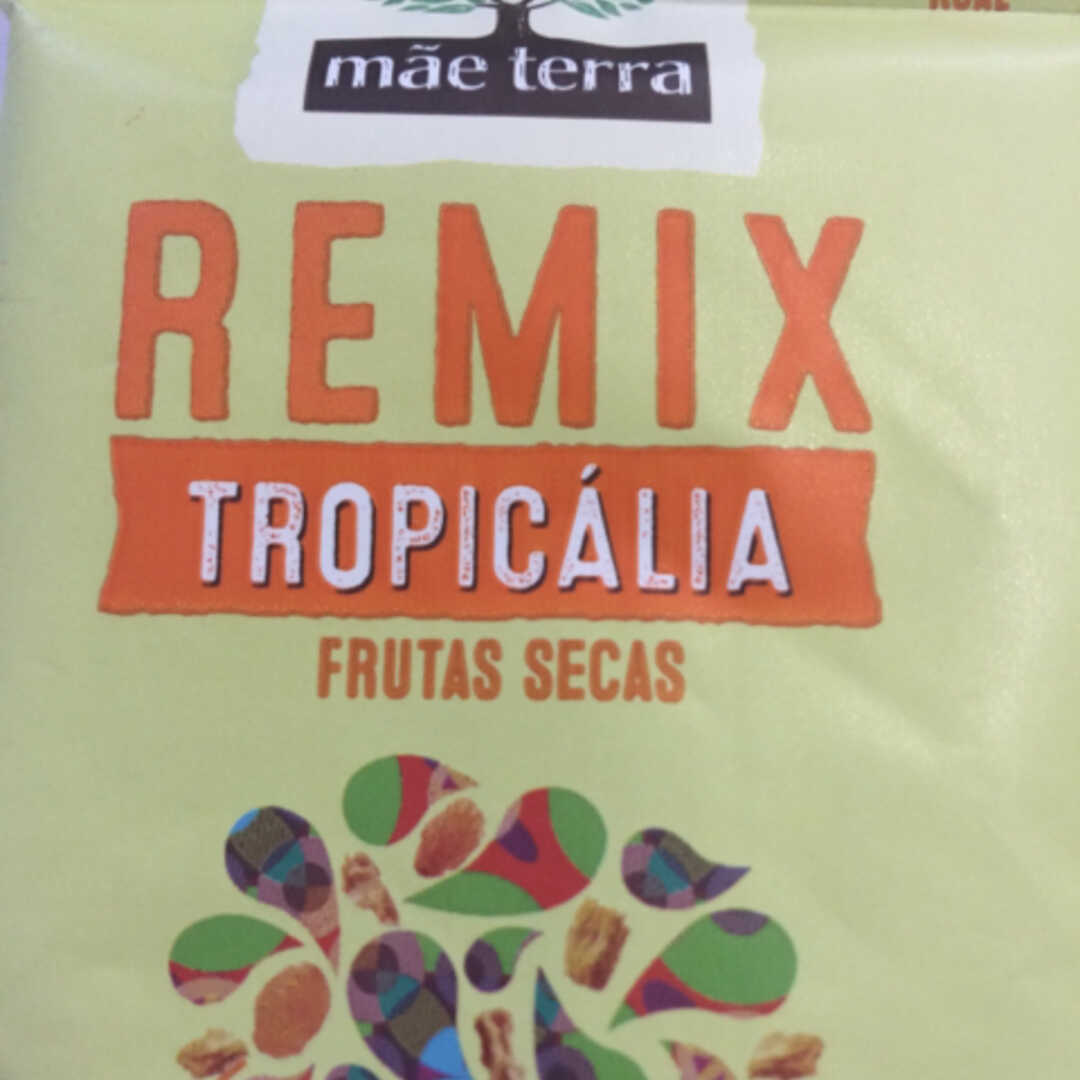 mãe terra
REMIX
TROPICÁLIA
FRUTAS SECAS